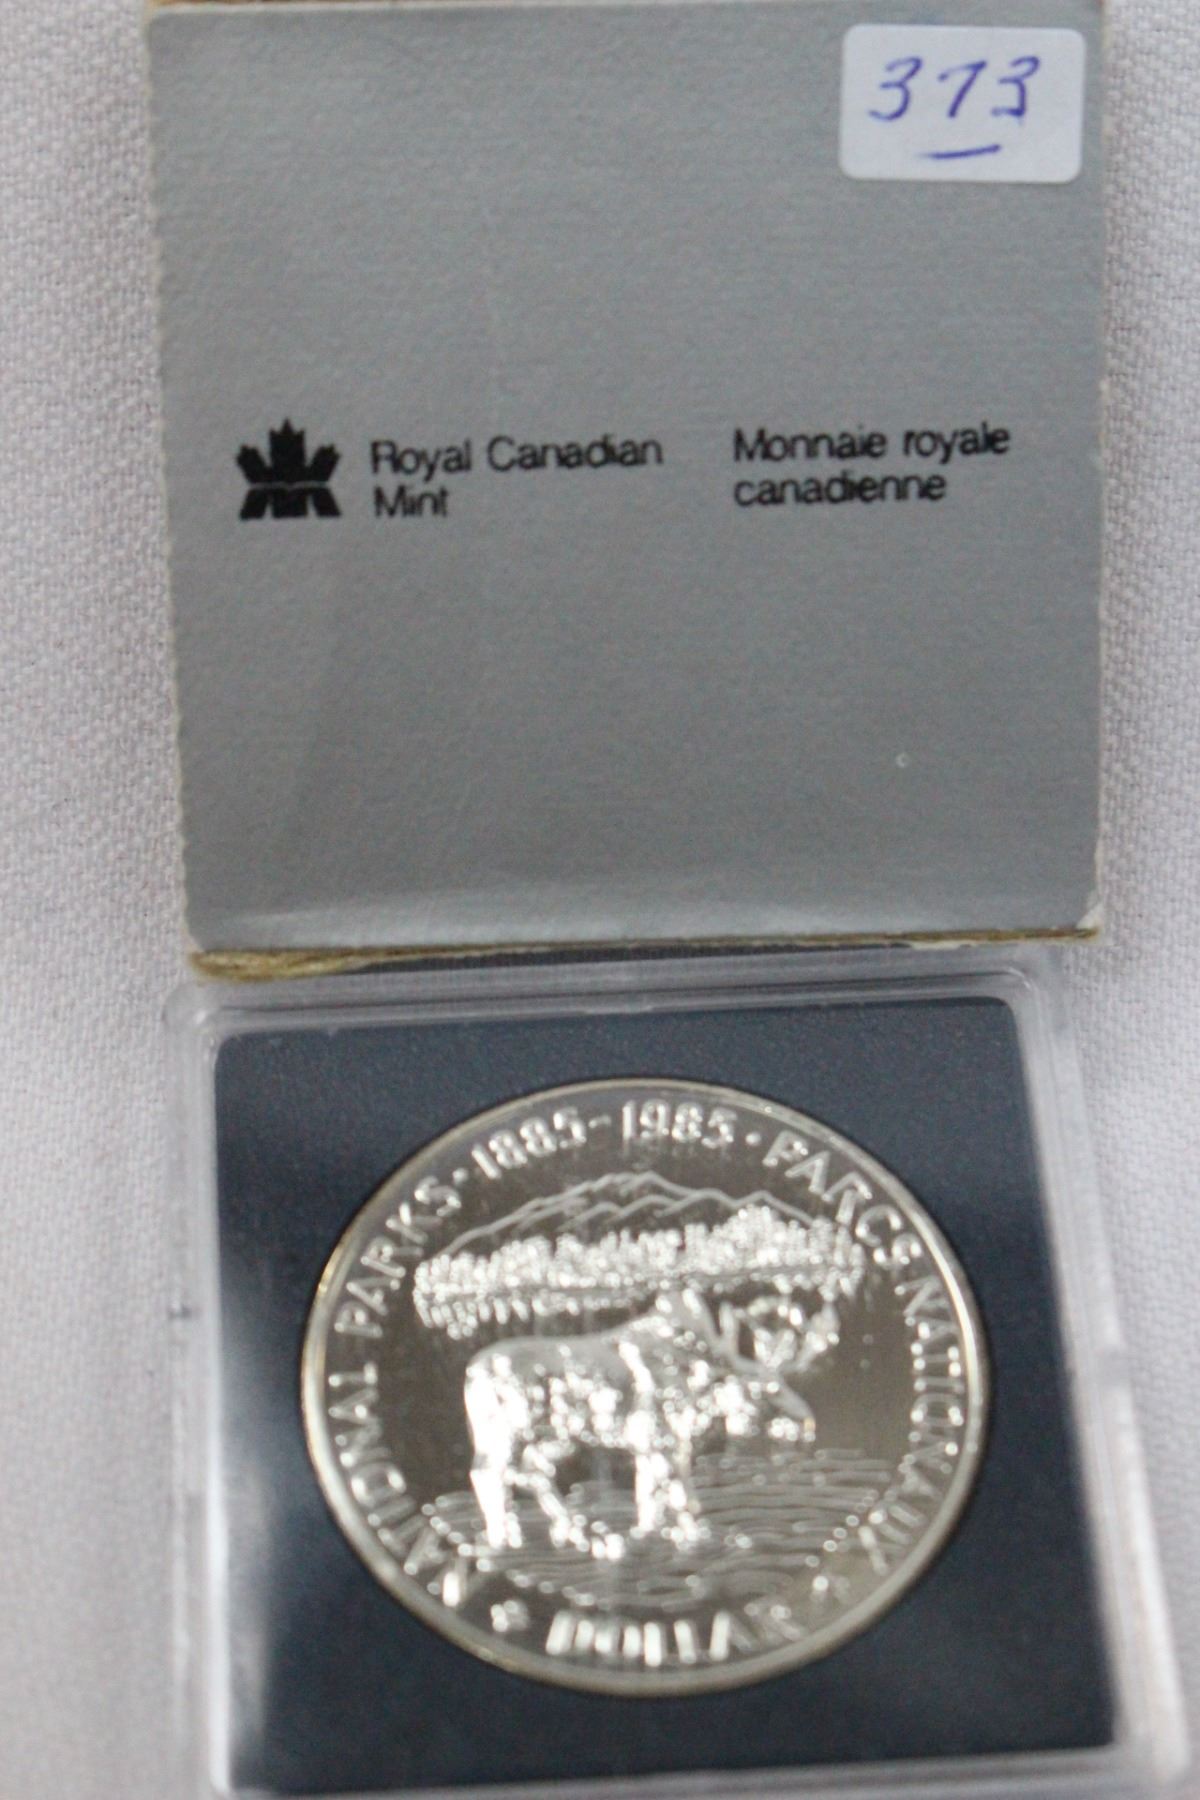 373
Royal Canadian
Mint
Monnaie royale
canadienne
NATIONAL PARKS · 1885-1985 · PARCS NATIONAUX
DOLLAR